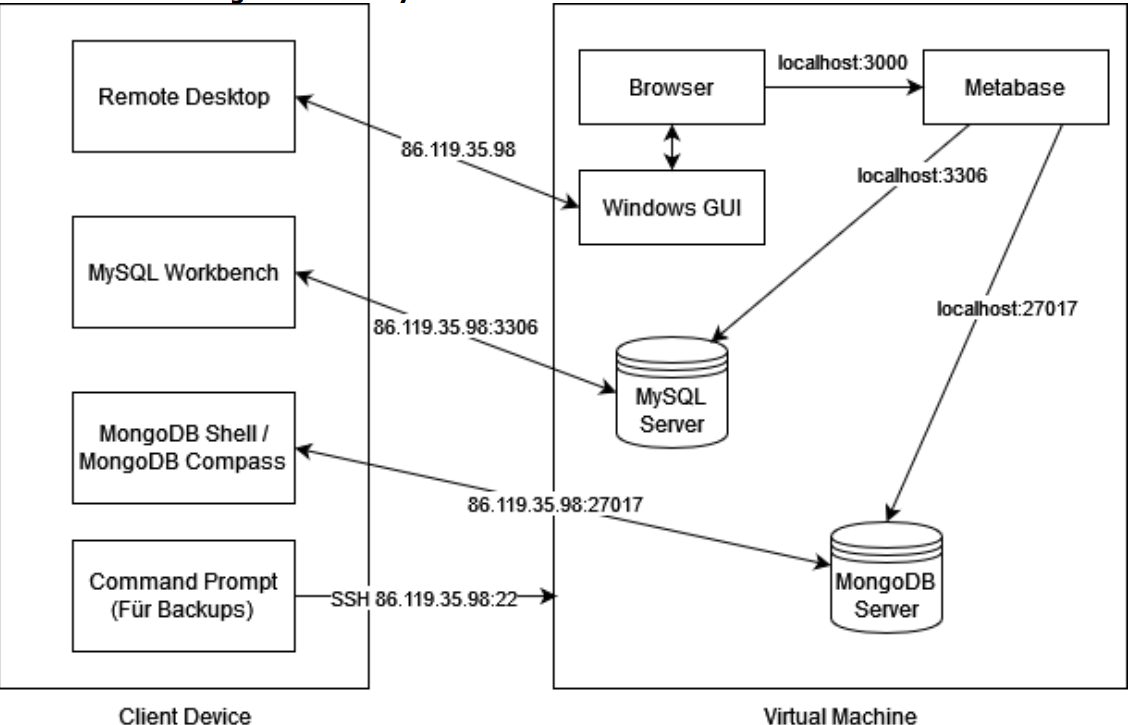 Remote Desktop
86.119.35.98
MySQL Workbench
86.119.35.98:3306
MongoDB Shell /
MongoDB Compass
86.119.35.98:27017
Command Prompt
(Für Backups)
SSH 86.119.35.98:22
Client Device
Browser
localhost:3000
Metabase
Windows GUI
localhost:3306
localhost:27017
MySQL
Server
MongoDB
Server
Virtual Machine